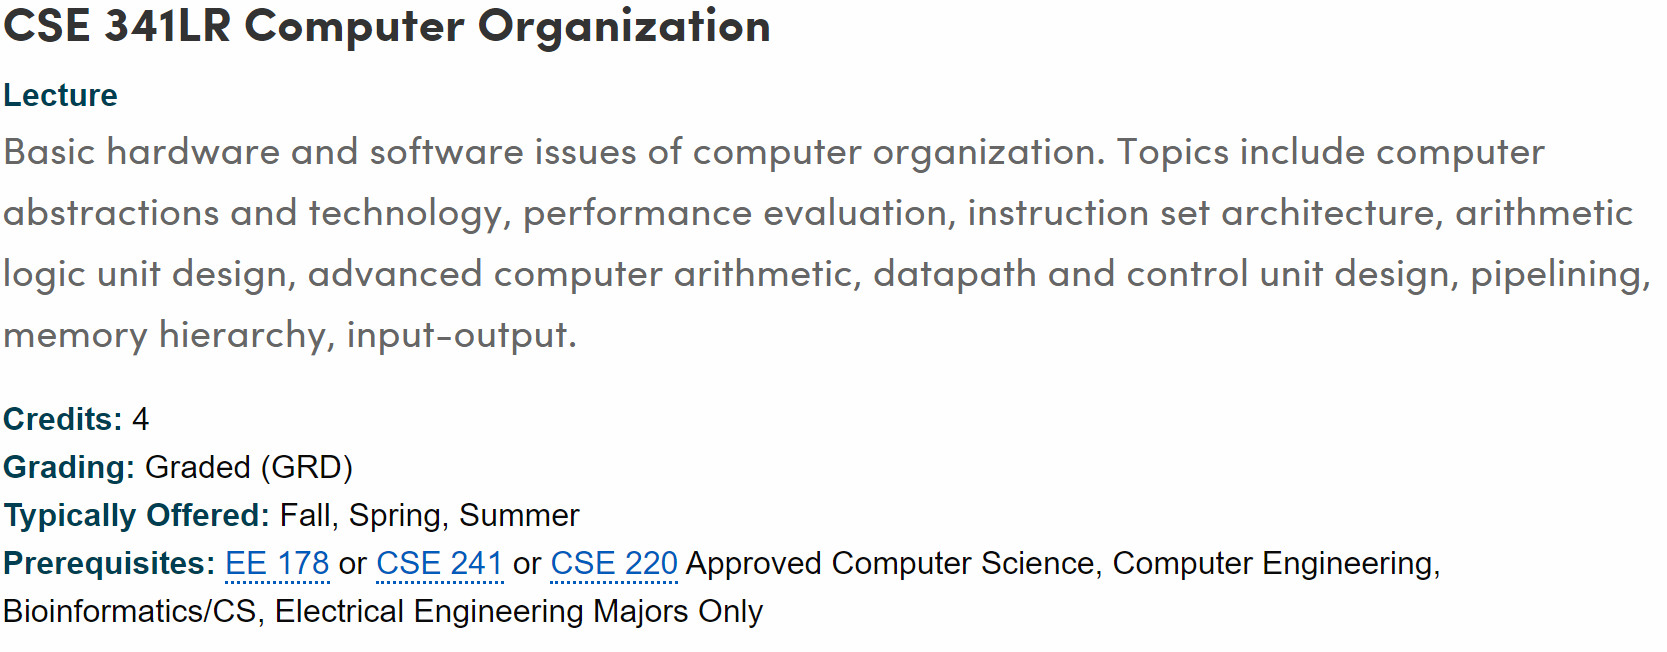 CSE 341LR Computer Organization
Lecture
Basic hardware and software issues of computer organization. Topics include computer
abstractions and technology, performance evaluation, instruction set architecture, arithmetic
logic unit design, advanced computer arithmetic, datapath and control unit design, pipelining,
memory hierarchy, input-output.
Credits: 4
Grading: Graded (GRD)
Typically Offered: Fall, Spring, Summer
Prerequisites: EE 178 or CSE 241 or CSE 220 Approved Computer Science, Computer Engineering,
Bioinformatics/CS, Electrical Engineering Majors Only